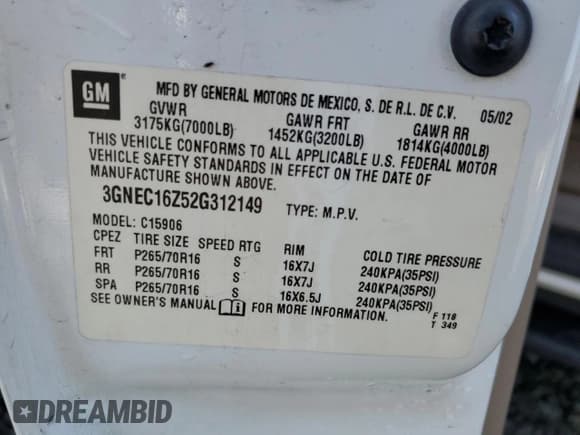 GM
MFD BY GENERAL MOTORS DE MEXICO, S. DE R.L. DE C.V. 05/02
GVWR GAWR FRT GAWR RR
3175KG(7000LB) 1452KG(3200LB) 1814KG(4000LB)
THIS VEHICLE CONFORMS TO ALL APPLICABLE U.S. FEDERAL MOTOR
VEHICLE SAFETY STANDARDS IN EFFECT ON THE DATE OF
MANUFACTURE SHOWN ABOVE.
3GNEC16Z52G312149 TYPE: M.P.V.
MODEL: C15906
CPEZ TIRE SIZE SPEED RTG RIM COLD TIRE PRESSURE
FRT P265/70R16 S 16X7J 240KPA(35PSI)
RR P265/70R16 S 16X7J 240KPA(35PSI)
SPA P265/70R16 S 16X6.5J 240KPA(35PSI)
SEE OWNER'S MANUAL FOR MORE INFORMATION. F 118
T 349
DREAMBID